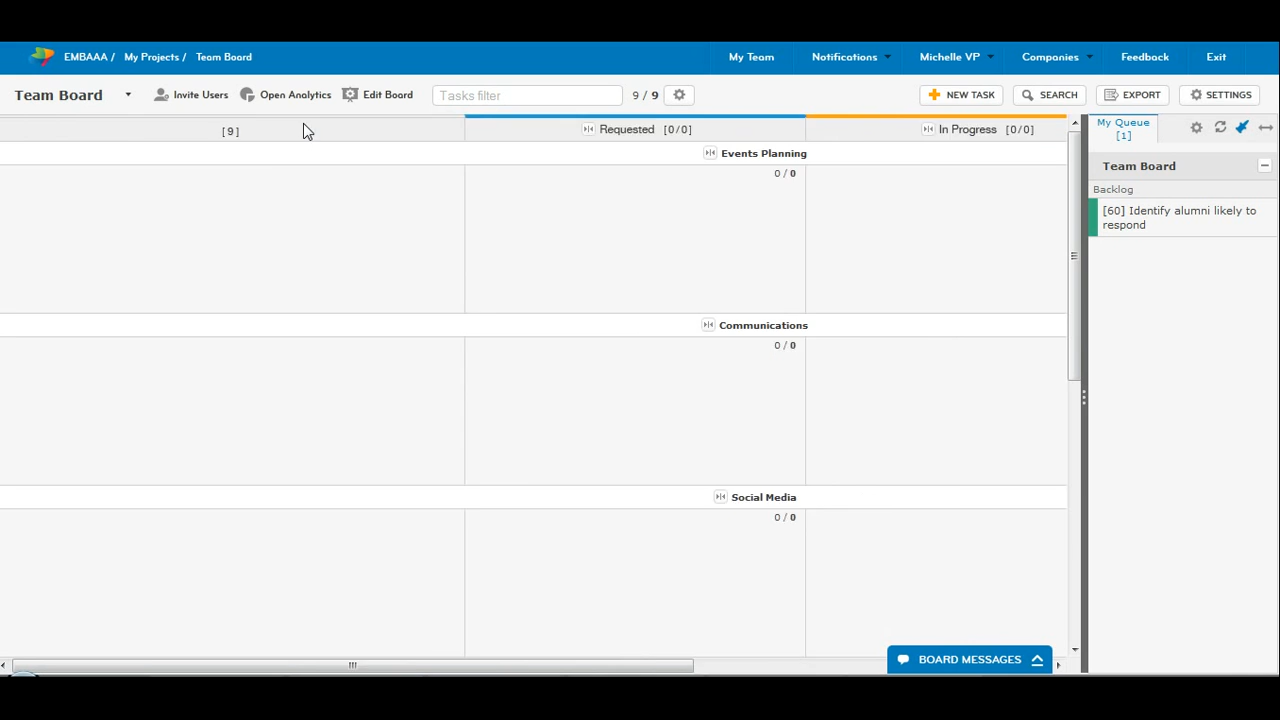 EMBAAA / My Projects / Team Board
My Team Notifications Michelle VP Companies Feedback Exit
Team Board Invite Users Open Analytics Edit Board Tasks filter 9 / 9 NEW TASK SEARCH EXPORT SETTINGS
[9] Requested [0/0] In Progress [0/0]
Events Planning
0 / 0
Communications
0 / 0
Social Media
0 / 0
My Queue
[1]
Team Board
Backlog
[60] Identify alumni likely to
respond
BOARD MESSAGES